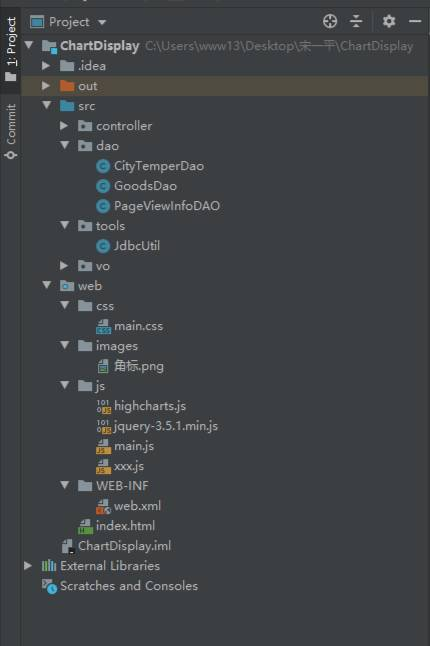 Project
1: Project
Commit
ChartDisplay C:\Users\www13\Desktop\宋一平\ChartDisplay
.idea
out
src
controller
dao
CityTemperDao
GoodsDao
PageViewInfoDAO
tools
JdbcUtil
vo
web
css
main.css
images
角标.png
js
highcharts.js
jquery-3.5.1.min.js
main.js
xxx.js
WEB-INF
web.xml
index.html
ChartDisplay.iml
External Libraries
Scratches and Consoles